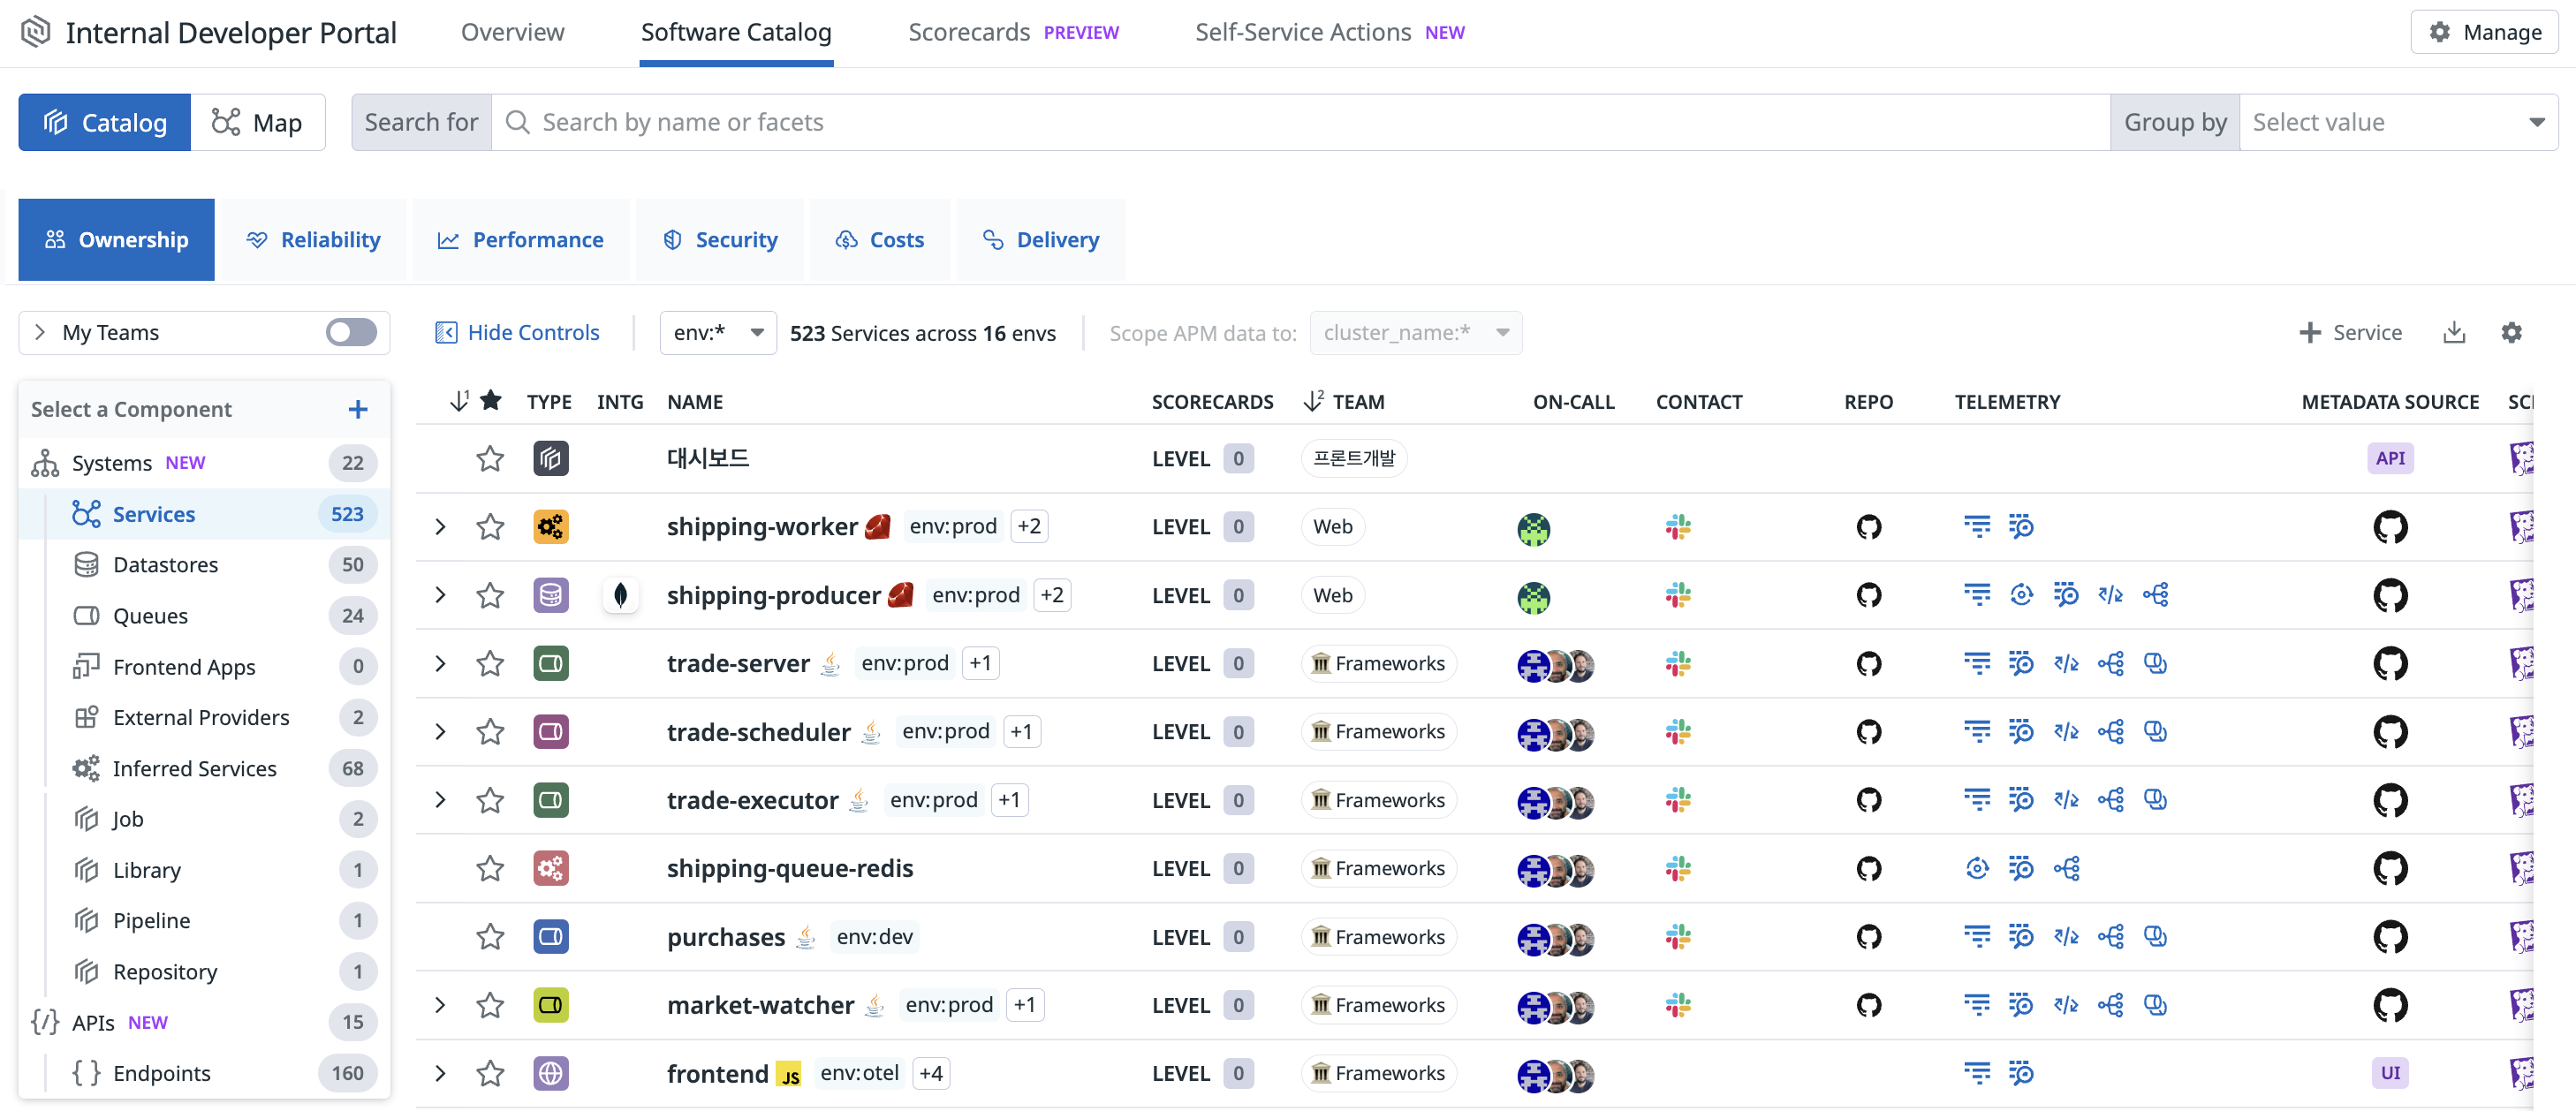 Internal Developer Portal Overview Software Catalog Scorecards PREVIEW Self-Service Actions NEW Manage
Catalog Map Search for Search by name or facets Group by Select value
Ownership Reliability Performance Security Costs Delivery
My Teams
Hide Controls env:* 523 Services across 16 envs Scope APM data to: cluster_name:* + Service
Select a Component +
Systems NEW 22
Services 523
Datastores 50
Queues 24
Frontend Apps 0
External Providers 2
Inferred Services 68
Job 2
Library 1
Pipeline 1
Repository 1
APIs NEW 15
Endpoints 160
1 TYPE INTG NAME SCORECARDS 2 TEAM ON-CALL CONTACT REPO TELEMETRY METADATA SOURCE
대시보드 LEVEL 0 프론트개발 API
shipping-worker env:prod +2 LEVEL 0 Web
shipping-producer env:prod +2 LEVEL 0 Web
trade-server env:prod +1 LEVEL 0 Frameworks
trade-scheduler env:prod +1 LEVEL 0 Frameworks
trade-executor env:prod +1 LEVEL 0 Frameworks
shipping-queue-redis LEVEL 0 Frameworks
purchases env:dev LEVEL 0 Frameworks
market-watcher env:prod +1 LEVEL 0 Frameworks
frontend JS env:otel +4 LEVEL 0 Frameworks UI